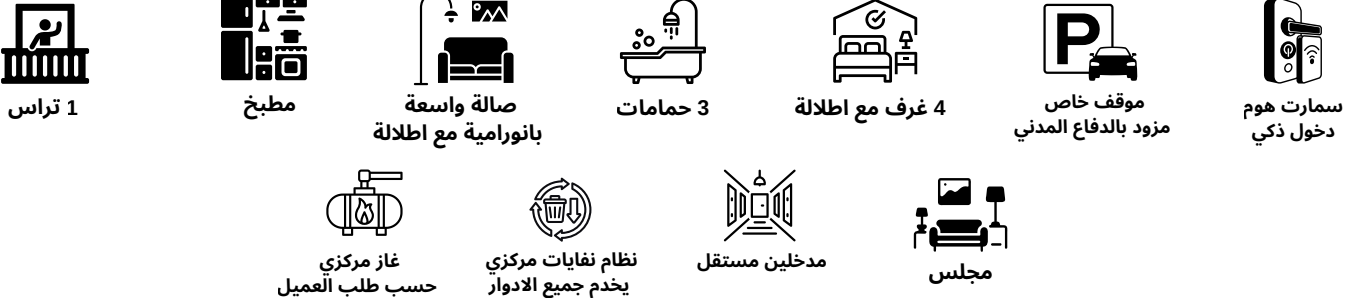 سمارت هوم
دخول ذكي
موقف خاص
مزود بالدفاع المدني
4 غرف مع اطلالة
3 حمامات
صالة واسعة
بانورامية مع اطلالة
مطبخ
1 تراس
مجلس
مدخلين مستقل
نظام نفايات مركزي
يخدم جميع الادوار
غاز مركزي
حسب طلب العميل
P